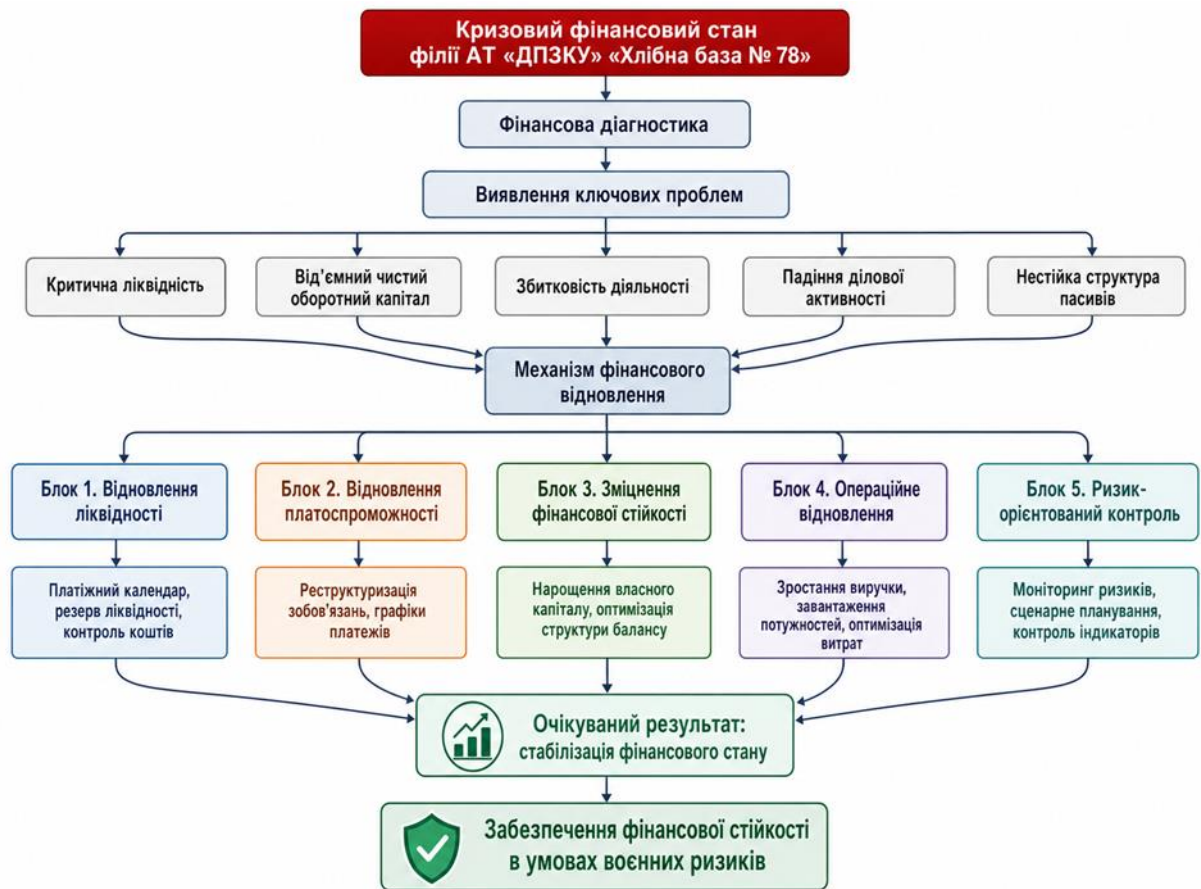 Кризовий фінансовий стан
філії АТ «ДПЗКУ» «Хлібна база № 78»
Фінансова діагностика
Виявлення ключових проблем
Критична ліквідність
Від’ємний чистий
оборотний капітал
Збитковість діяльності
Падіння ділової
активності
Нестійка структура
пасивів
Механізм фінансового
відновлення
Блок 1. Відновлення
ліквідності
Блок 2. Відновлення
платоспроможності
Блок 3. Зміцнення
фінансової стійкості
Блок 4. Операційне
відновлення
Блок 5. Ризик-
орієнтований контроль
Платіжний календар,
резерв ліквідності,
контроль коштів
Реструктуризація
зобов’язань, графіки
платежів
Нарощення власного
капіталу, оптимізація
структури балансу
Зростання виручки,
завантаження
потужностей, оптимізація
витрат
Моніторинг ризиків,
сценарне планування,
контроль індикаторів
Очікуваний результат:
стабілізація фінансового стану
Забезпечення фінансової стійкості
в умовах воєнних ризиків